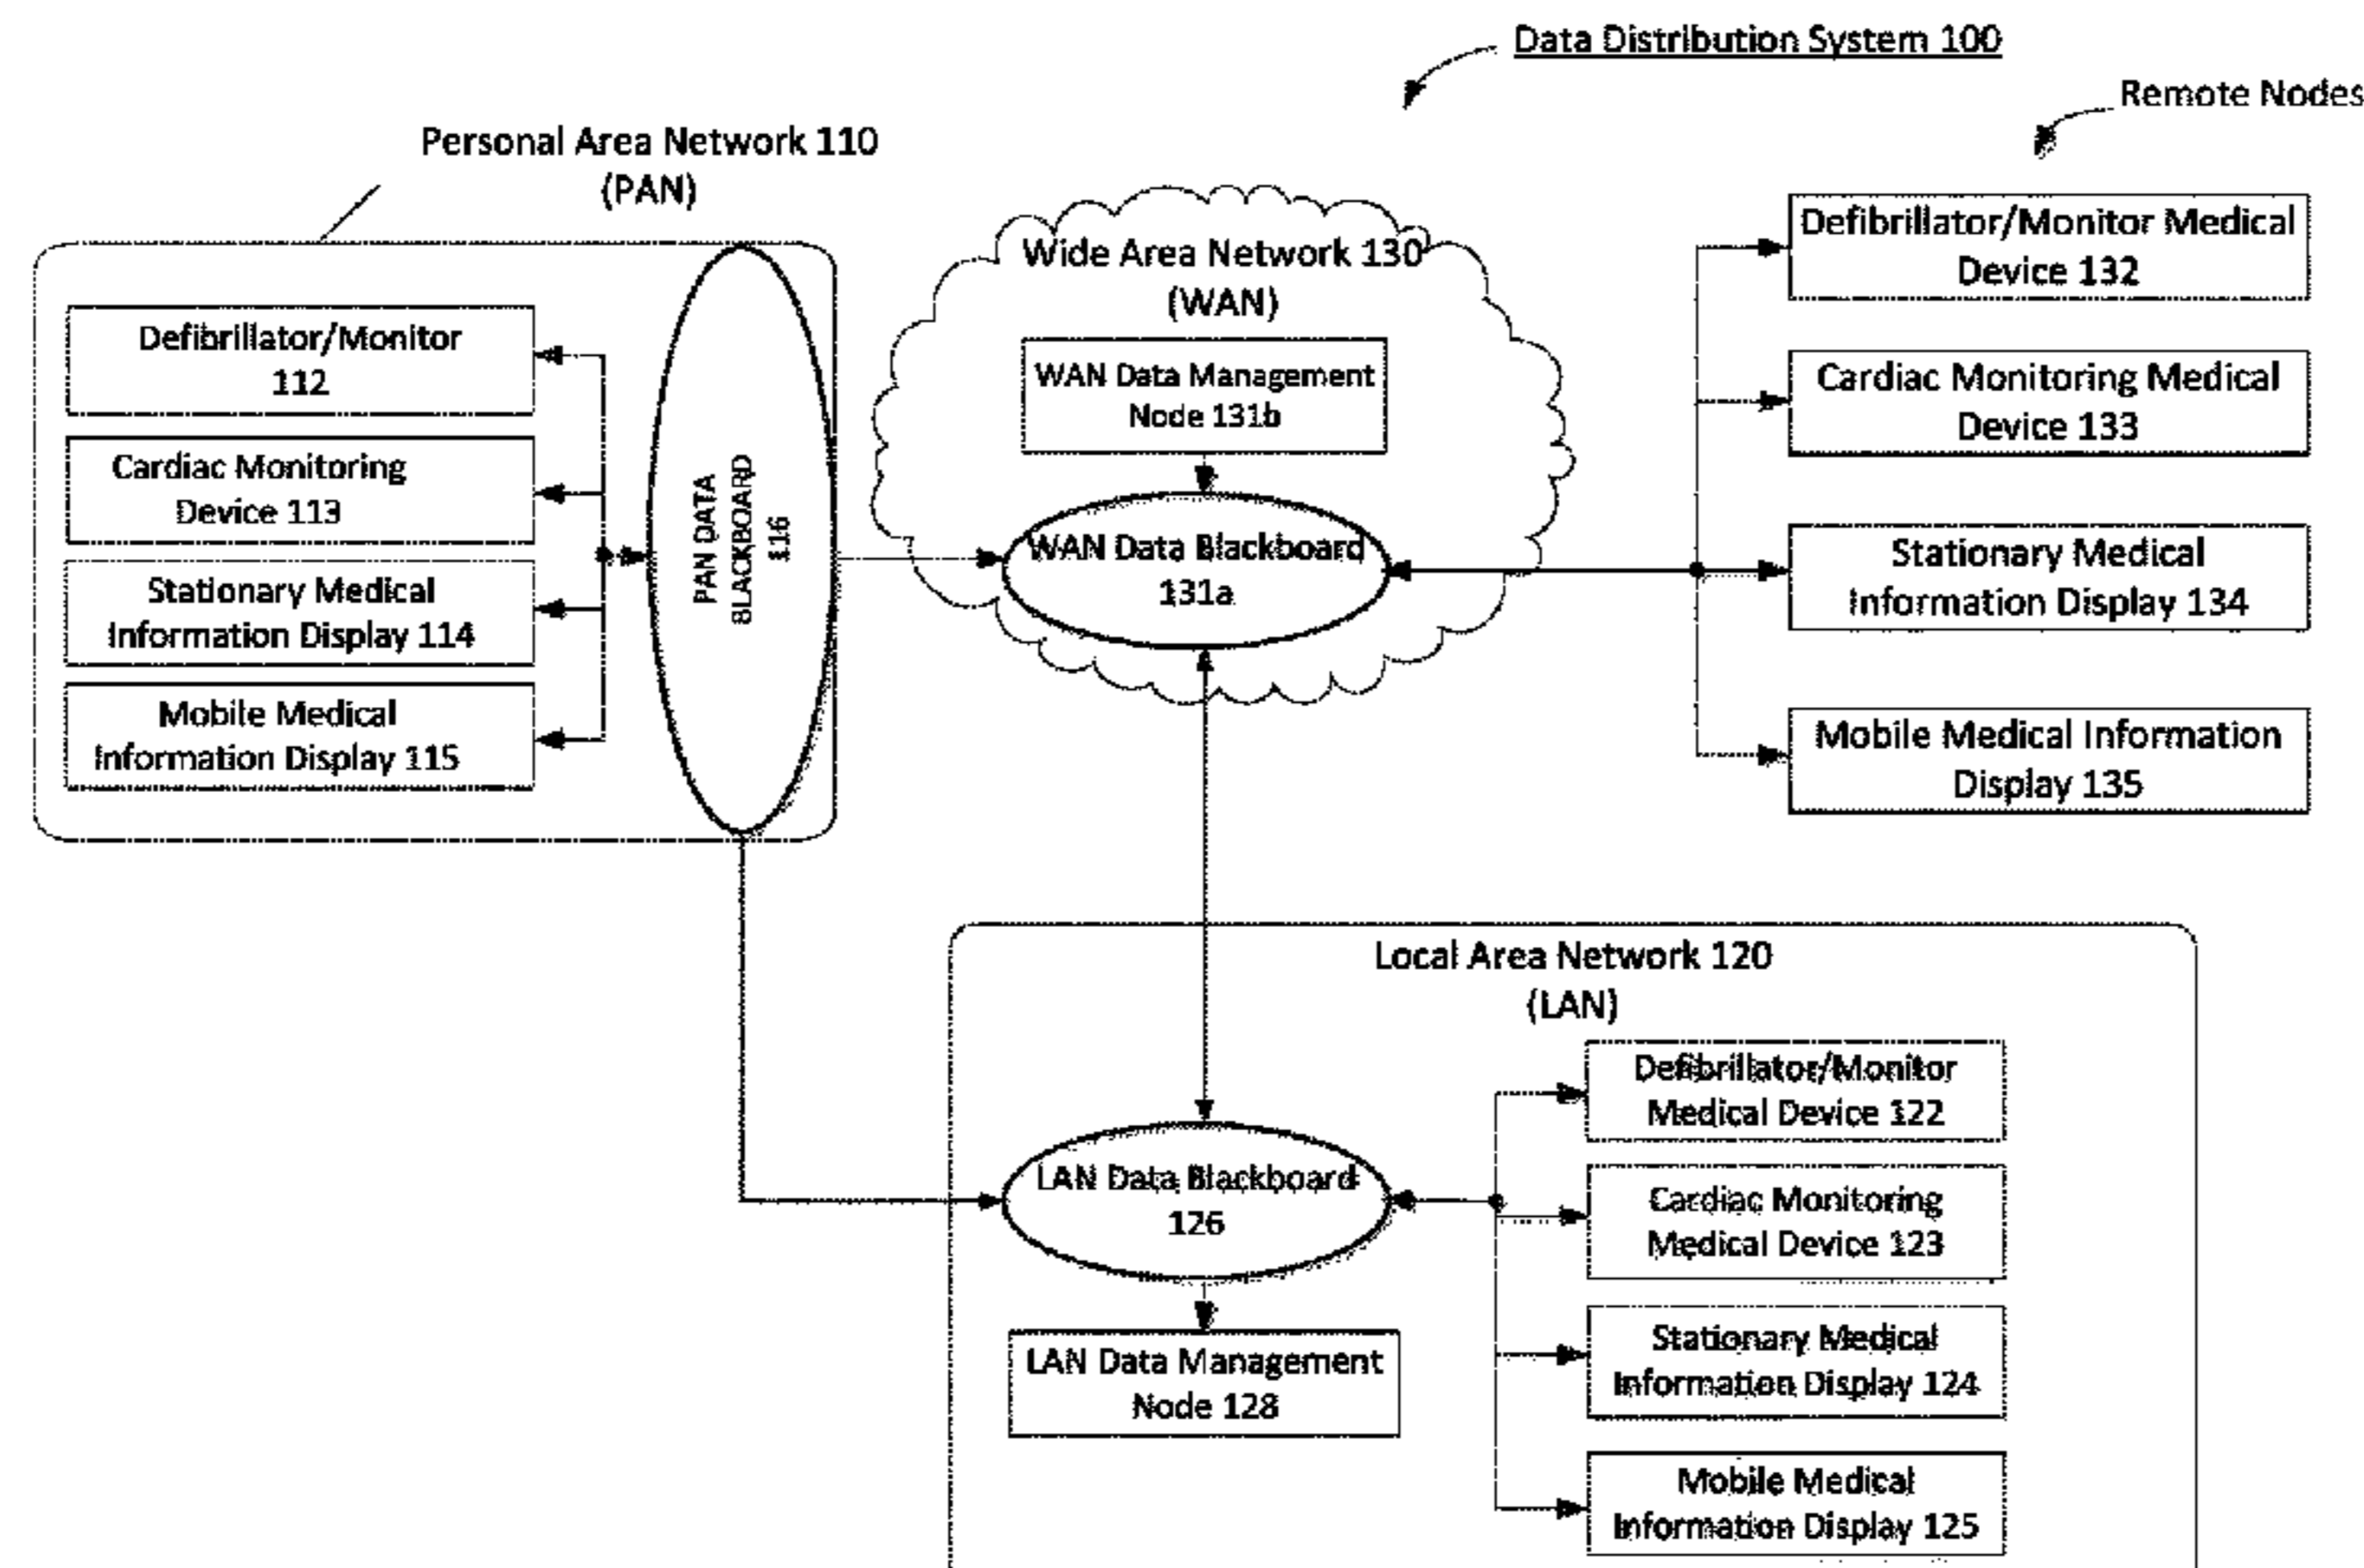 Data Distribution System 100
Remote Nodes
Personal Area Network 110
(PAN)
Defibrillator/Monitor
112
Cardiac Monitoring
Device 113
Stationary Medical
Information Display 114
Mobile Medical
Information Display 115
PAN DATA
BLACKBOARD
116
Wide Area Network 130
(WAN)
WAN Data Management
Node 131b
WAN Data Blackboard
131a
Defibrillator/Monitor Medical
Device 132
Cardiac Monitoring Medical
Device 133
Stationary Medical
Information Display 134
Mobile Medical Information
Display 135
Local Area Network 120
(LAN)
LAN Data Blackboard
126
LAN Data Management
Node 128
Defibrillator/Monitor
Medical Device 122
Cardiac Monitoring
Medical Device 123
Stationary Medical
Information Display 124
Mobile Medical
Information Display 125